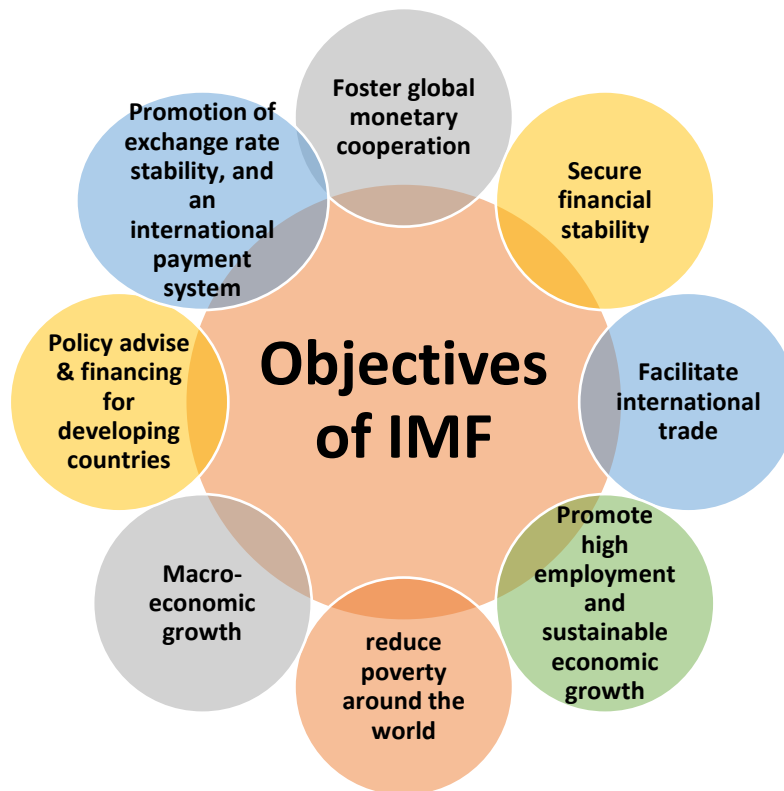 Foster global
monetary
cooperation
Secure
financial
stability
Facilitate
international
trade
Promote
high
employment
and
sustainable
economic
growth
reduce
poverty
around the
world
Macro-
economic
growth
Policy advise
& financing
for
developing
countries
Promotion of
exchange rate
stability, and
an
international
payment
system
Objectives
of IMF